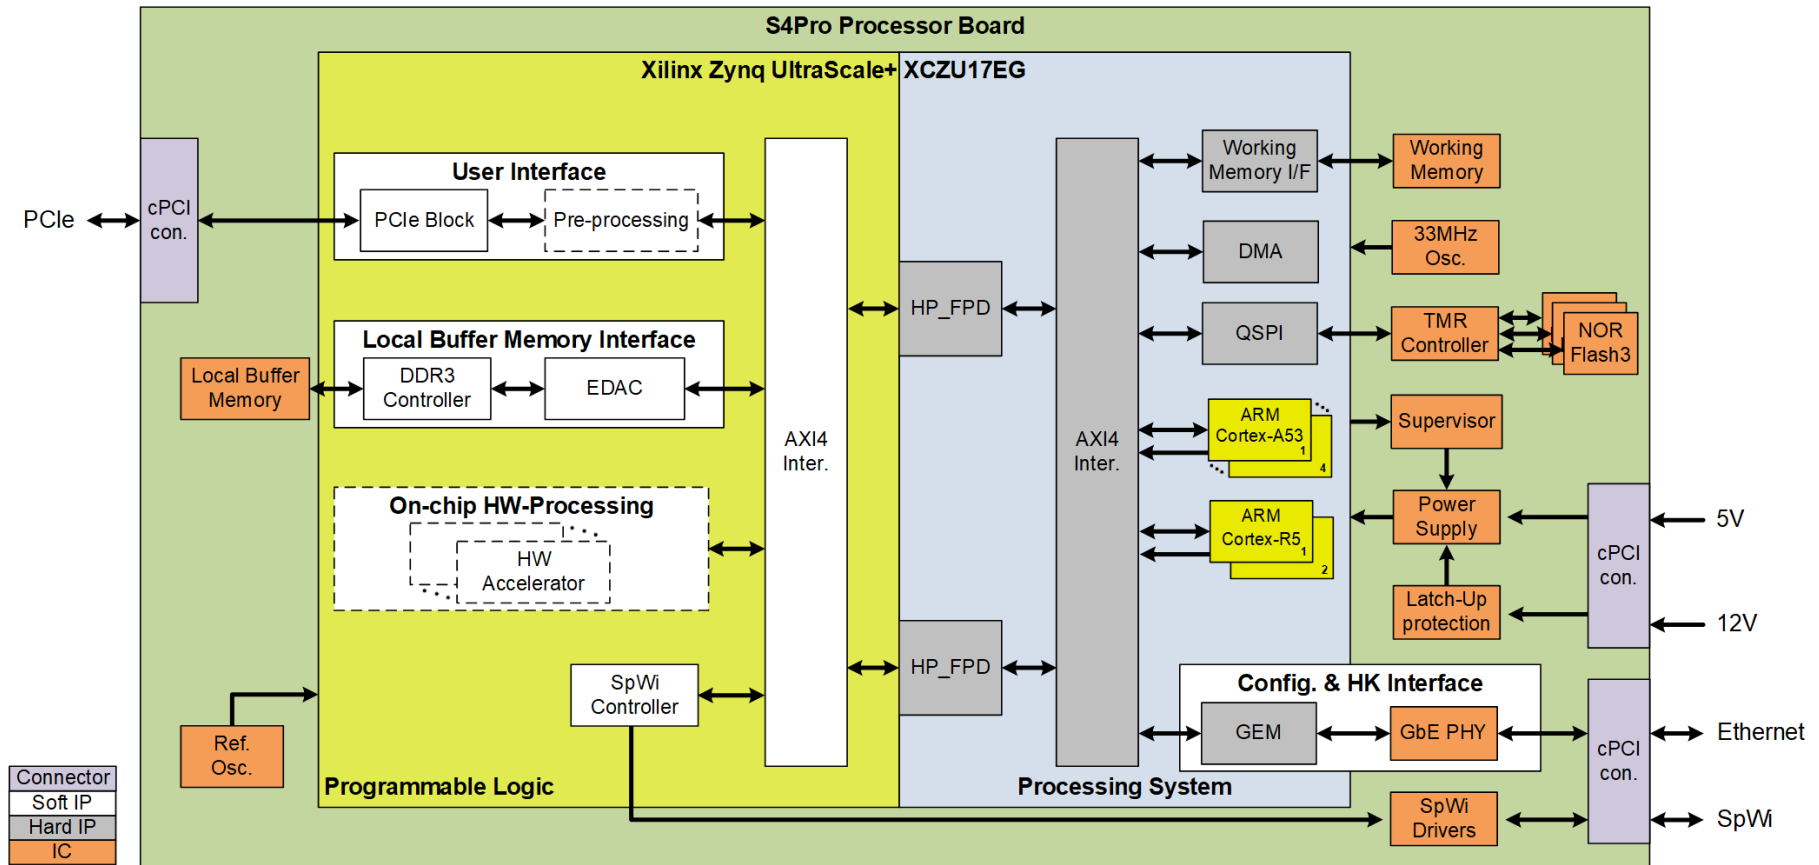 S4Pro Processor Board
Xilinx Zynq UltraScale+ XCZU17EG
User Interface
PCIe Block
Pre-processing
PCIe
cPCI
con.
Local Buffer Memory Interface
DDR3
Controller
EDAC
Local Buffer
Memory
On-chip HW-Processing
HW
Accelerator
SpWi
Controller
Ref.
Osc.
Programmable Logic
AXI4
Inter.
HP_FPD
HP_FPD
AXI4
Inter.
Working
Memory I/F
Working
Memory
DMA
33MHz
Osc.
QSPI
TMR
Controller
NOR
Flash3
ARM
Cortex-A53
1
4
Supervisor
ARM
Cortex-R5
1
2
Power
Supply
Latch-Up
protection
cPCI
con.
5V
12V
Config. & HK Interface
GEM
GbE PHY
cPCI
con.
Ethernet
SpWi
SpWi
Drivers
Processing System
Connector
Soft IP
Hard IP
IC